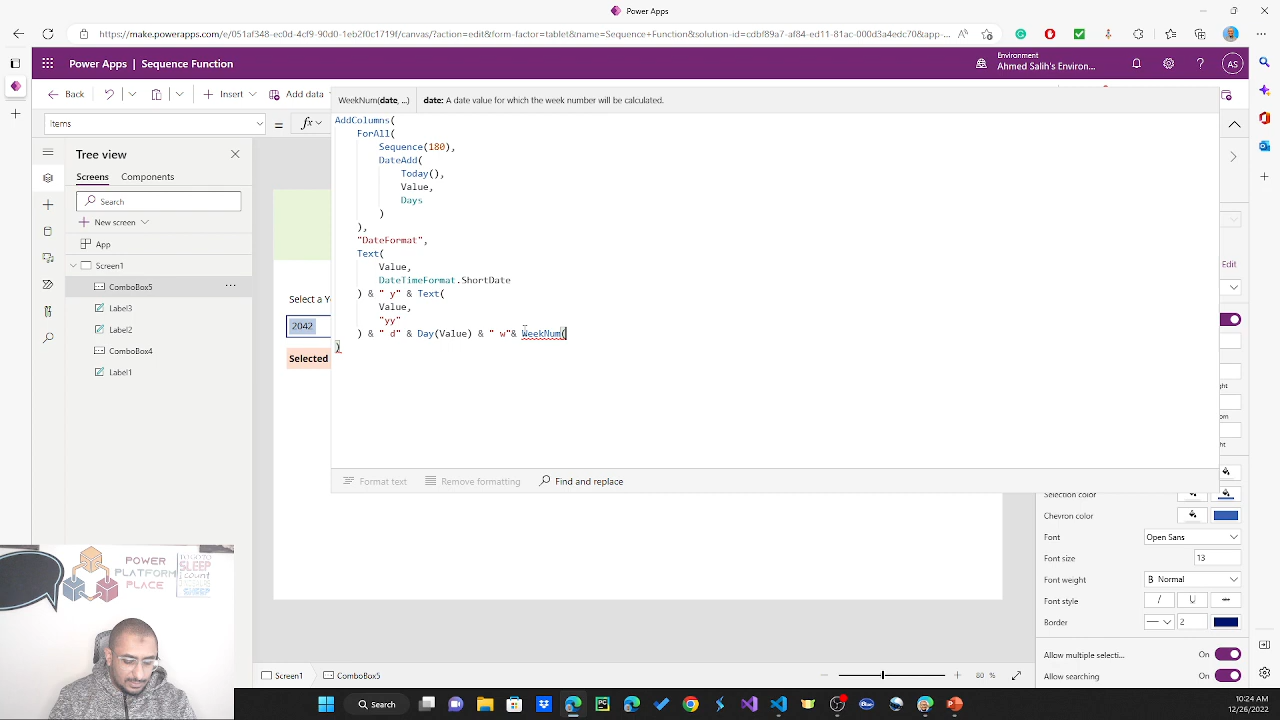 Power Apps
https://make.powerapps.com/e/051af348-ec0d-4cf9-90d0-1eb2f0c1719f/canvas/?action=edit&form-factor=tablet&name=Sequence+Function&solution-id=cdbf89a7-af84-ed11-81ac-000d3a4edc70&app-...
Power Apps | Sequence Function
Environment
Ahmed Salih's Environ...
AS
Back
Insert
Add data
WeekNum(date, ...) date: A date value for which the week number will be calculated.
Items
= fx
AddColumns(
ForAll(
Sequence(180),
DateAdd(
Today(),
Value,
Days
)
),
"DateFormat",
Text(
Value,
DateTimeFormat.ShortDate
) & " y" & Text(
Value,
"yy"
) & " d" & Day(Value) & " w"& WeekNum(
)
Format text
Remove formatting
Find and replace
Tree view
Screens
Components
Search
New screen
App
Screen1
ComboBox5
...
Label3
Label2
ComboBox4
Label1
Select a Y
2042
Selected
Edit
Selection color
Chevron color
Font
Open Sans
Font size
13
Font weight
B Normal
Font style
Border
2
Allow multiple selecti...
On
Allow searching
On
POWER
PLATFORM
PLACE
SLEEP
i count
Screen1
ComboBox5
80 %
Search
10:24 AM
12/26/2022